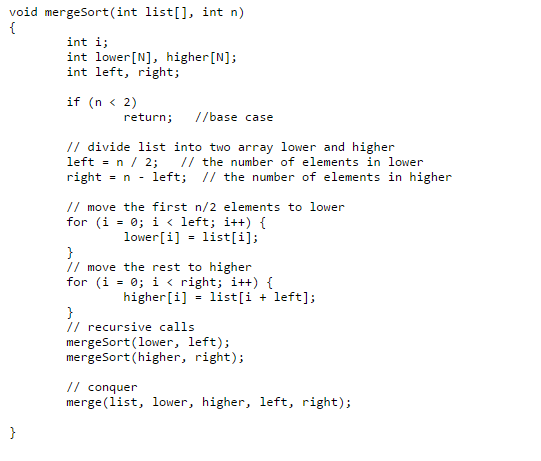 void mergeSort(int list[], int n)
{
int i;
int lower[N], higher[N];
int left, right;
if (n < 2)
return;   //base case
// divide list into two array lower and higher
left = n / 2;   // the number of elements in lower
right = n - left;  // the number of elements in higher
// move the first n/2 elements to lower
for (i = 0; i < left; i++) {
lower[i] = list[i];
}
// move the rest to higher
for (i = 0; i < right; i++) {
higher[i] = list[i + left];
}
// recursive calls
mergeSort(lower, left);
mergeSort(higher, right);
// conquer
merge(list, lower, higher, left, right);
}